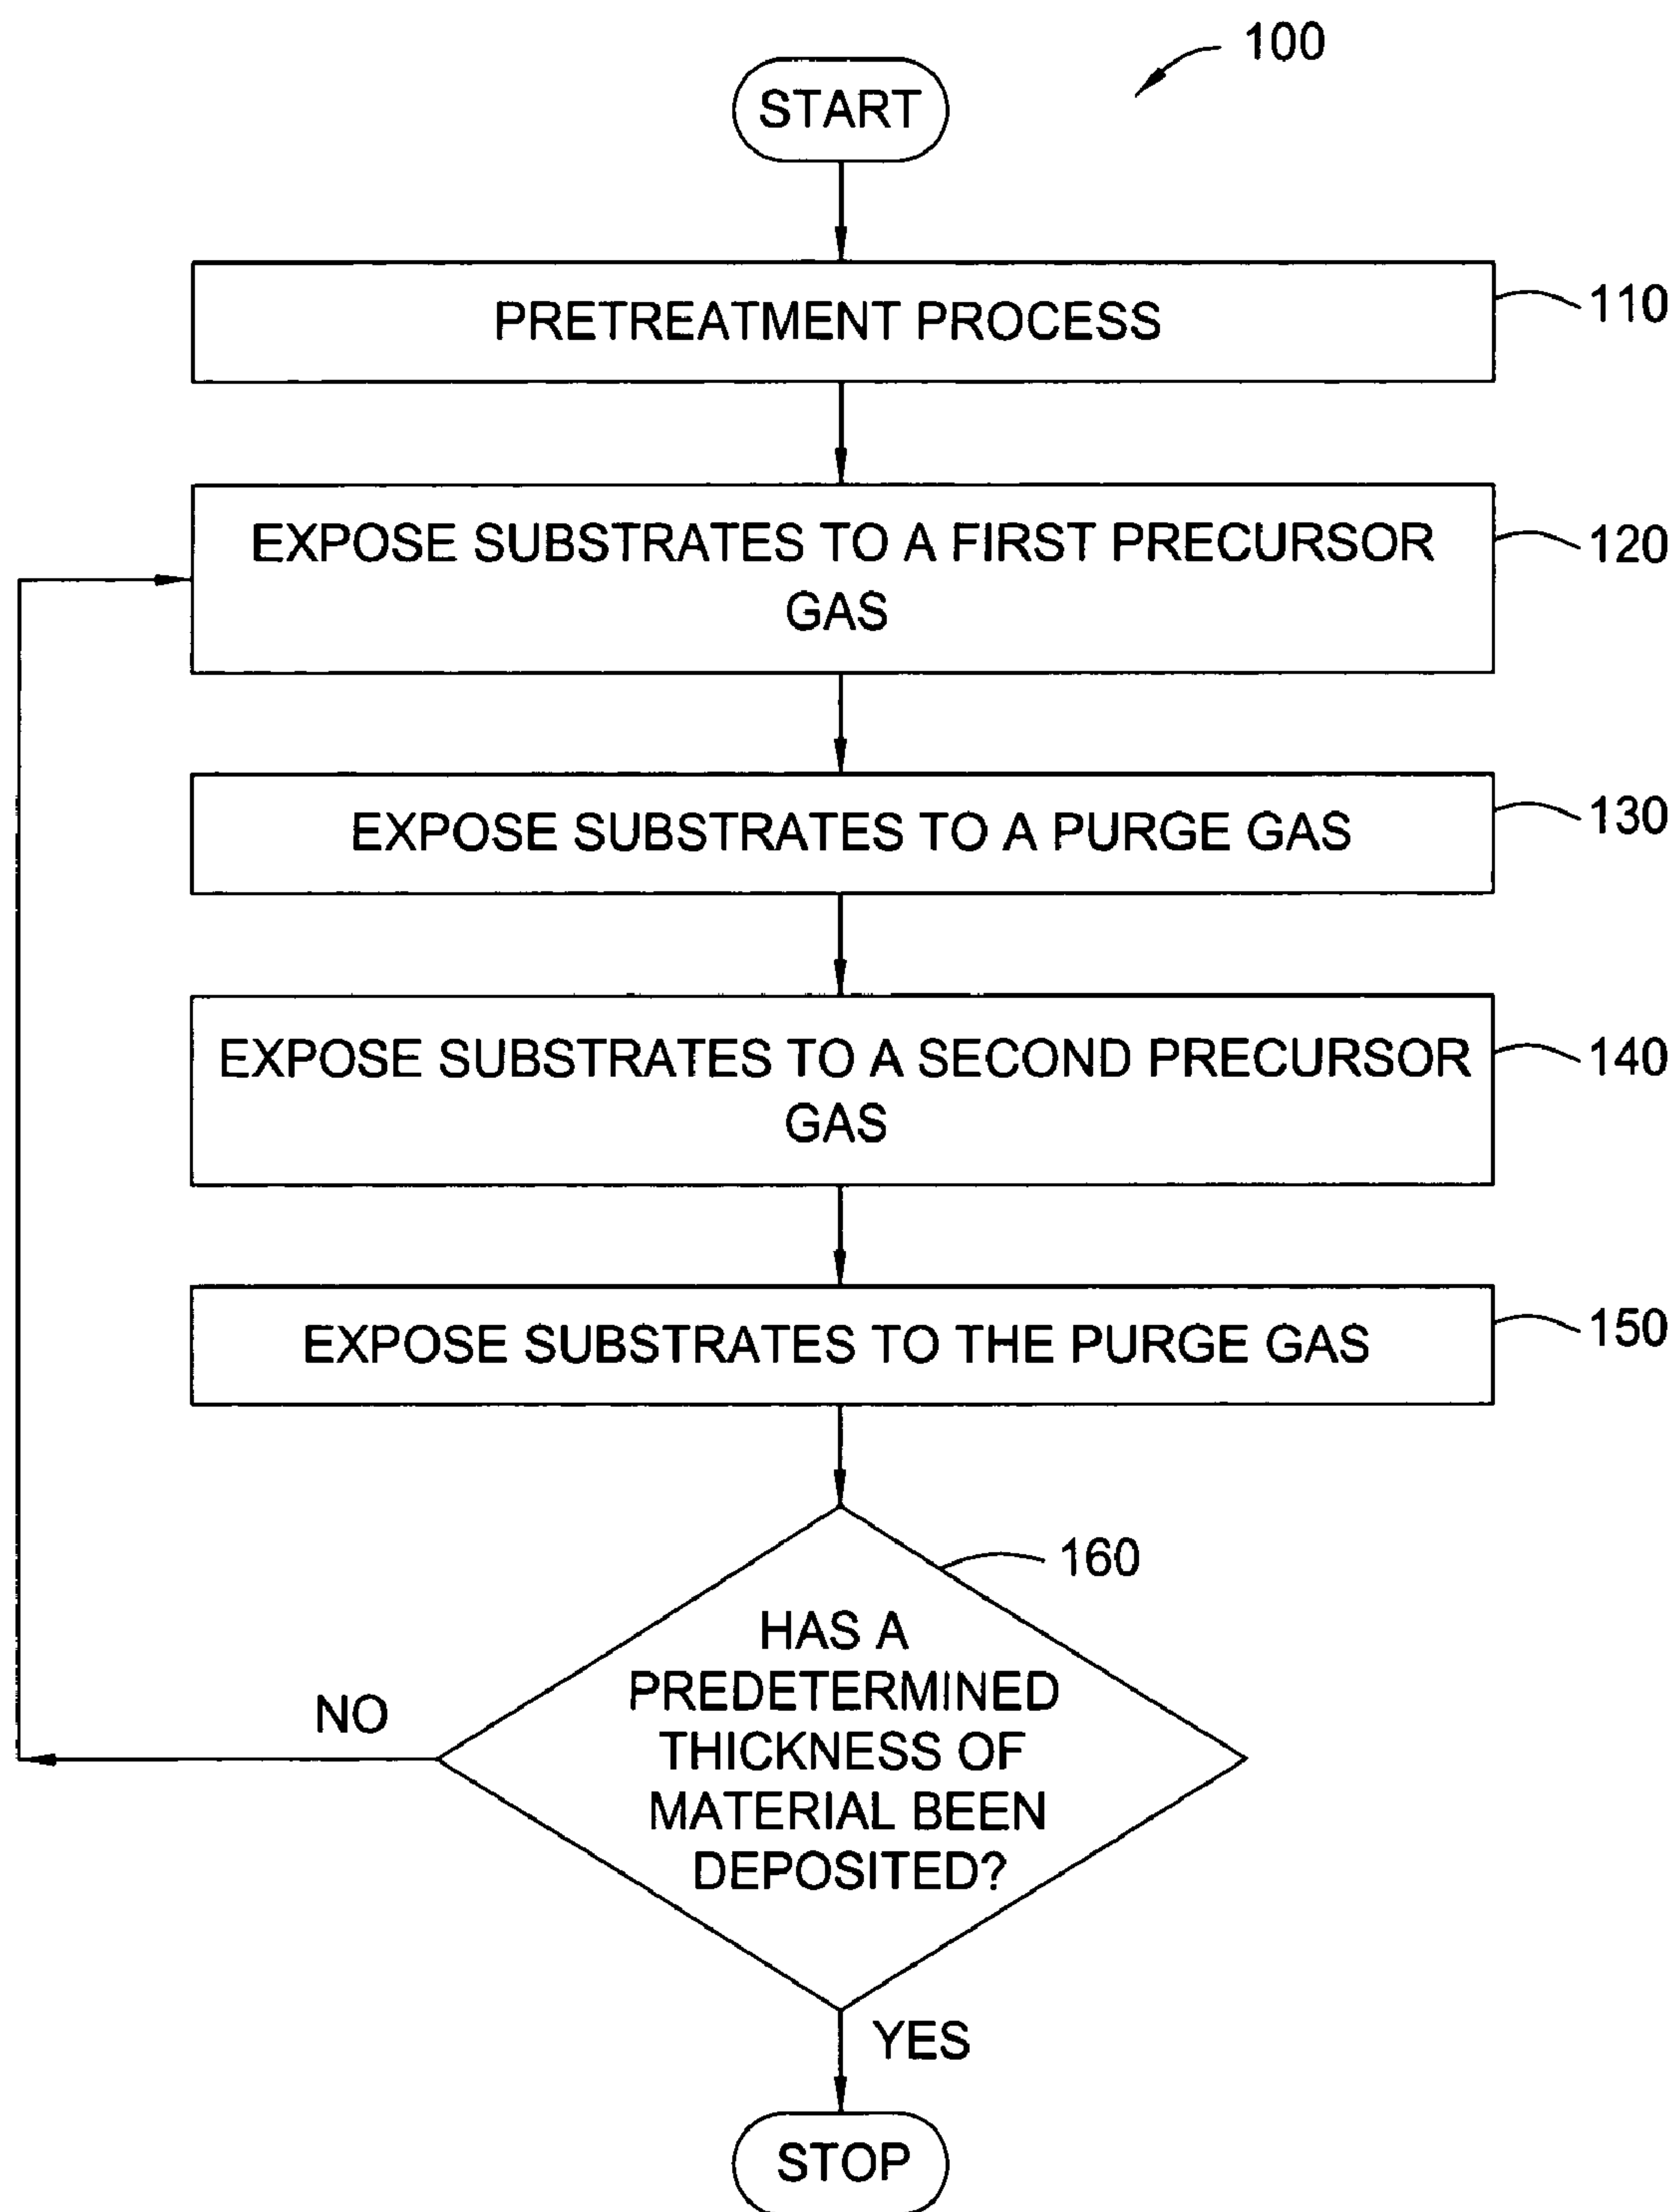 100
START
PRETREATMENT PROCESS
110
EXPOSE SUBSTRATES TO A FIRST PRECURSOR
GAS
120
EXPOSE SUBSTRATES TO A PURGE GAS
130
EXPOSE SUBSTRATES TO A SECOND PRECURSOR
GAS
140
EXPOSE SUBSTRATES TO THE PURGE GAS
150
160
HAS A
PREDETERMINED
THICKNESS OF
MATERIAL BEEN
DEPOSITED?
NO
YES
STOP